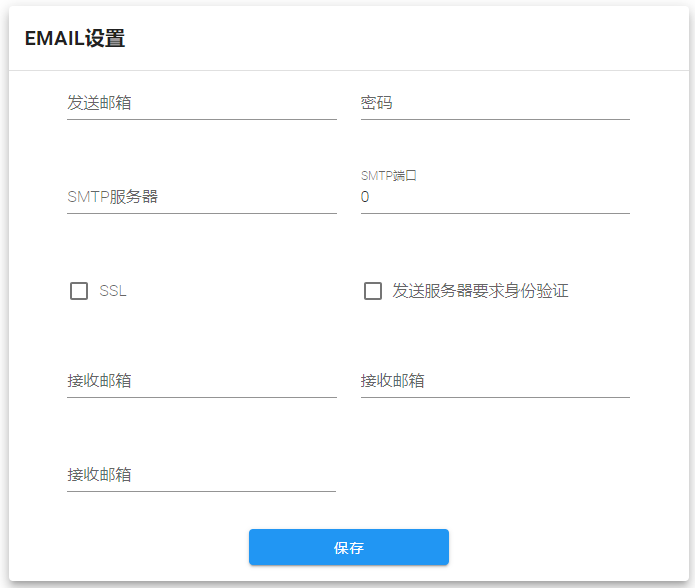 EMAIL设置
发送邮箱
密码
SMTP服务器
SMTP端口
0
SSL
发送服务器要求身份验证
接收邮箱
接收邮箱
接收邮箱
保存